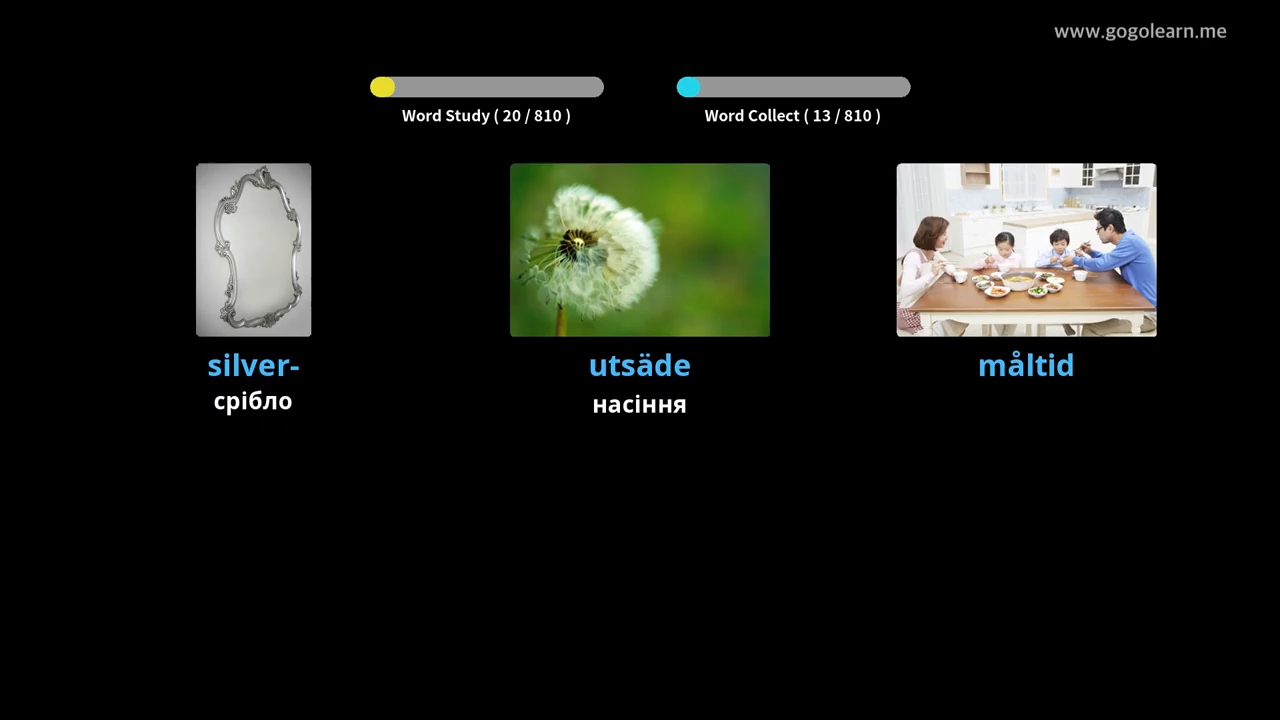 www.gogolearn.me
Word Study ( 20 / 810 )
Word Collect ( 13 / 810 )
silver-
utsäde
måltid
срібло
насіння